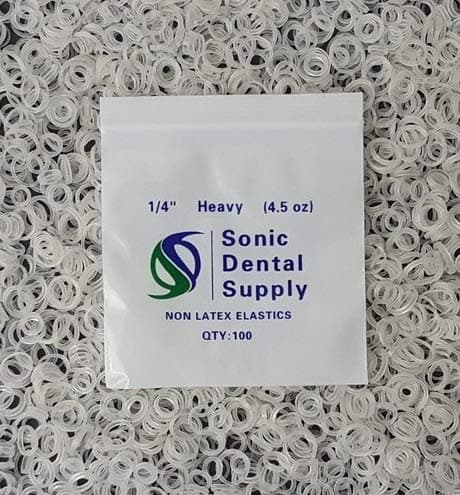 1/4" Heavy (4.5 oz)
Sonic
Dental
Supply
NON LATEX ELASTICS
QTY:100